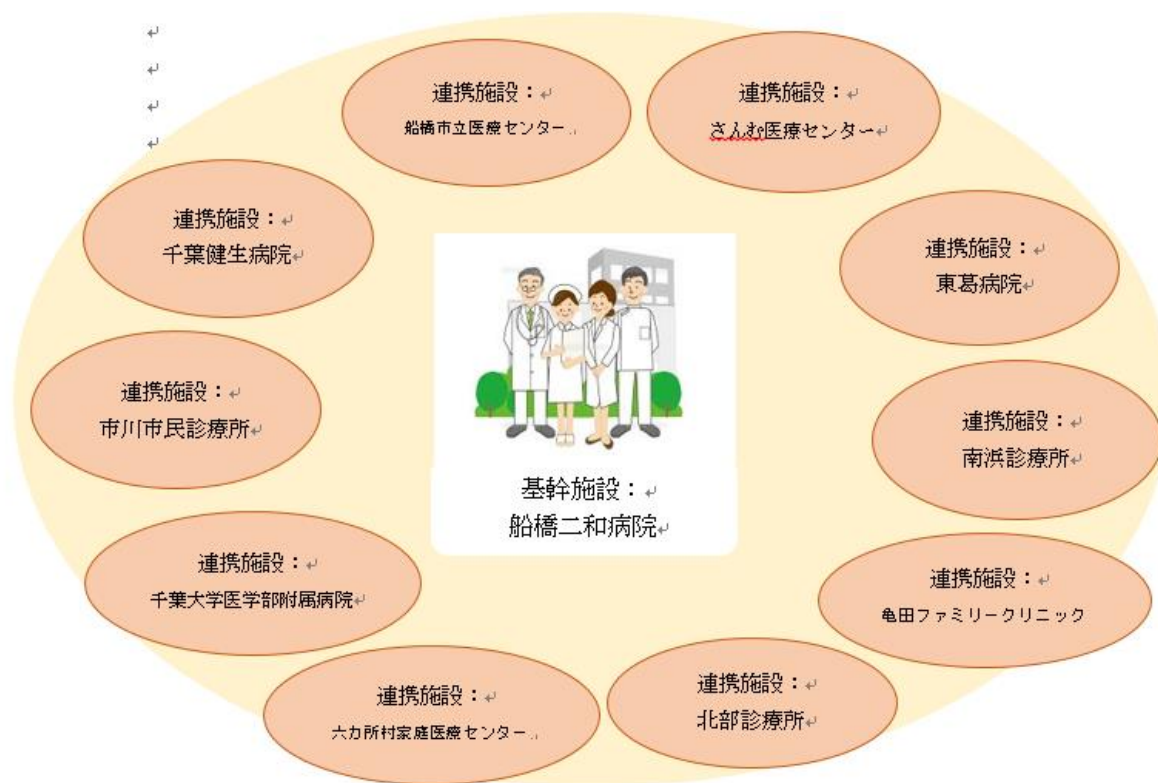 連携施設:
船橋市立医療センター
連携施設:
さんむ医療センター
連携施設:
千葉健生病院
連携施設:
東葛病院
連携施設:
市川市民診療所
連携施設:
南浜診療所
基幹施設:
船橋二和病院
連携施設:
千葉大学医学部附属病院
連携施設:
亀田ファミリークリニック
連携施設:
六カ所村家庭医療センター
連携施設:
北部診療所